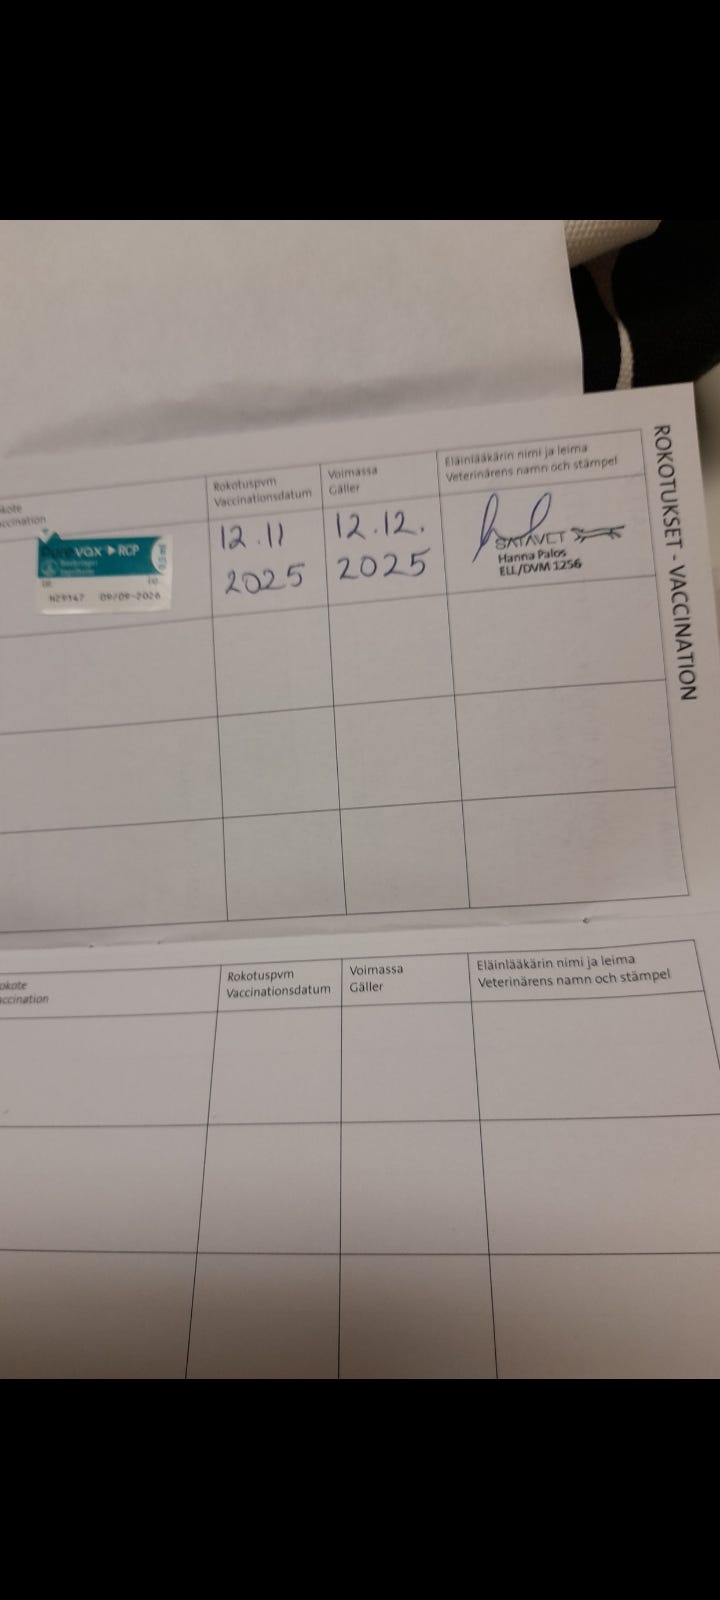 ROKOTUKSET - VACCINATION
Rokotuspvm
Vaccinationsdatum
Voimassa
Gäller
Eläinlääkärin nimi ja leima
Veterinärens namn och stämpel
vax ► RCP
09/09-2026
12.11
2025
12.12.
2025
SATAVET
Hanna Palos
ELL/DVM 1256
Rokotuspvm
Vaccinationsdatum
Voimassa
Gäller
Eläinlääkärin nimi ja leima
Veterinärens namn och stämpel